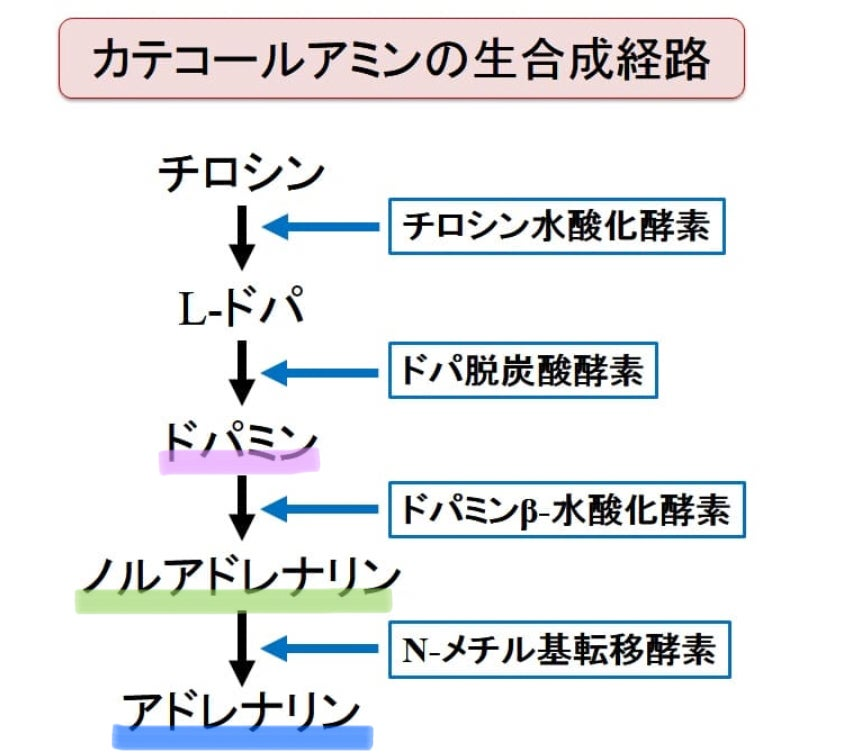 カテコールアミンの生合成経路
チロシン
チロシン水酸化酵素
L-ドパ
ドパ脱炭酸酵素
ドパミン
ドパミンβ-水酸化酵素
ノルアドレナリン
N-メチル基転移酵素
アドレナリン